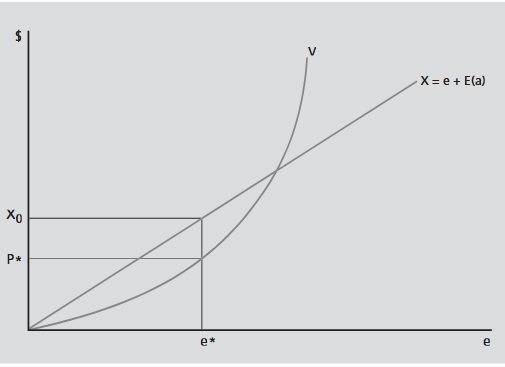 $
V
X = e + E(a)
X0
P*
e*
e